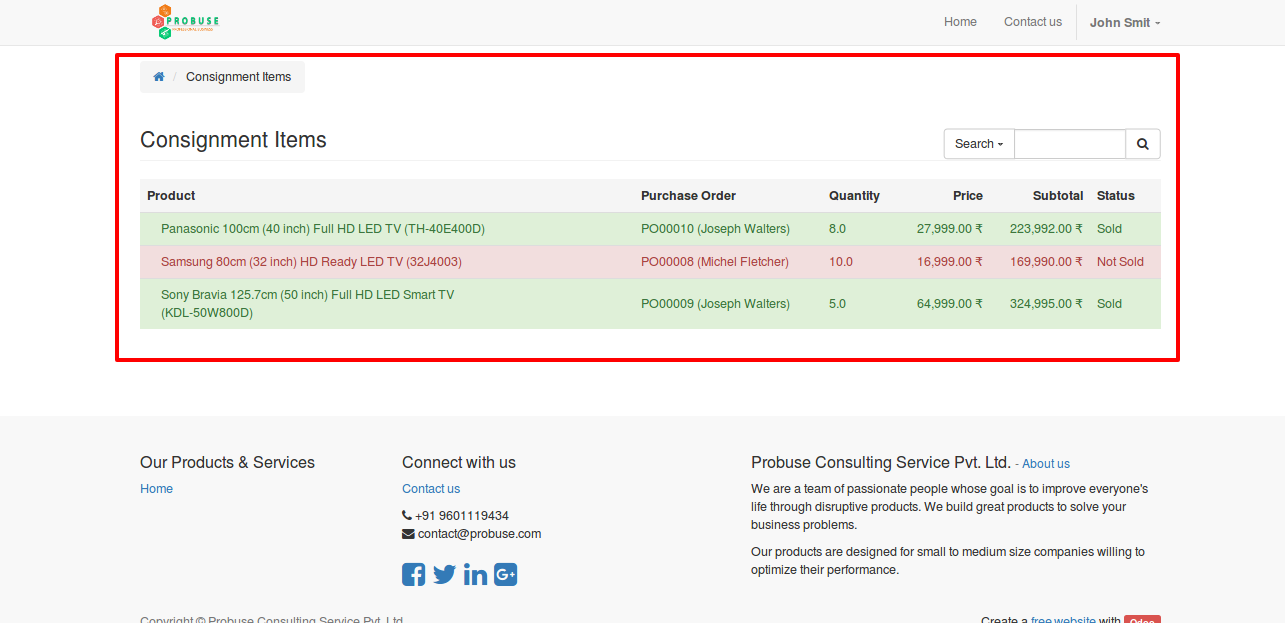 PROBUSE
Home
Contact us
John Smit
/ Consignment Items
Consignment Items
Search
Product Purchase Order Quantity Price Subtotal Status
Panasonic 100cm (40 inch) Full HD LED TV (TH-40E400D) PO00010 (Joseph Walters) 8.0 27,999.00 ₹ 223,992.00 ₹ Sold
Samsung 80cm (32 inch) HD Ready LED TV (32J4003) PO00008 (Michel Fletcher) 10.0 16,999.00 ₹ 169,990.00 ₹ Not Sold
Sony Bravia 125.7cm (50 inch) Full HD LED Smart TV
(KDL-50W800D) PO00009 (Joseph Walters) 5.0 64,999.00 ₹ 324,995.00 ₹ Sold
Our Products & Services
Home
Connect with us
Contact us
+91 9601119434
contact@probuse.com
Probuse Consulting Service Pvt. Ltd. - About us
We are a team of passionate people whose goal is to improve everyone's
life through disruptive products. We build great products to solve your
business problems.
Our products are designed for small to medium size companies willing to
optimize their performance.
Copyright © Probuse Consulting Service Pvt. Ltd.
Create a free website with Odoo